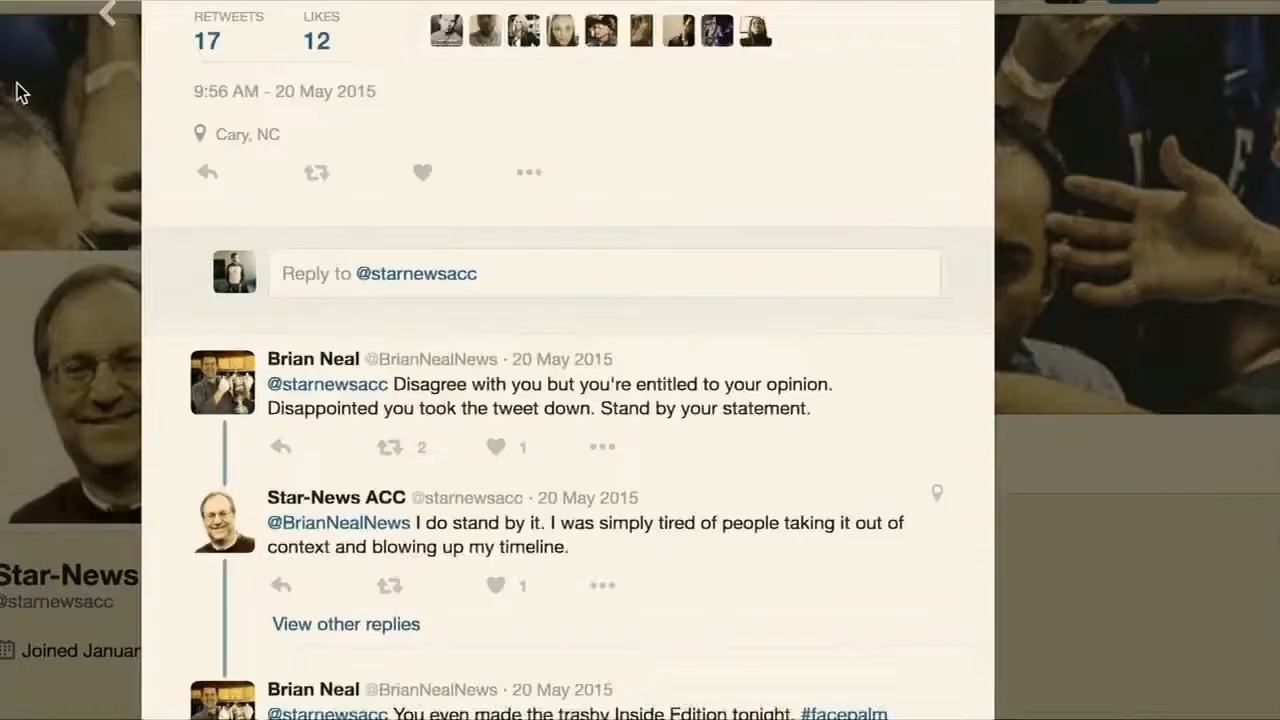 RETWEETS LIKES
17 12
9:56 AM - 20 May 2015
Cary, NC
Reply to @starnewsacc
Brian Neal @BrianNealNews · 20 May 2015
@starnewsacc Disagree with you but you're entitled to your opinion.
Disappointed you took the tweet down. Stand by your statement.
2 1
Star-News ACC @starnewsacc · 20 May 2015
@BrianNealNews I do stand by it. I was simply tired of people taking it out of
context and blowing up my timeline.
1
View other replies
Brian Neal @BrianNealNews · 20 May 2015
@starnewsacc You even made the trashy Inside Edition tonight. #facepalm
Star-News
@starnewsacc
Joined Januar